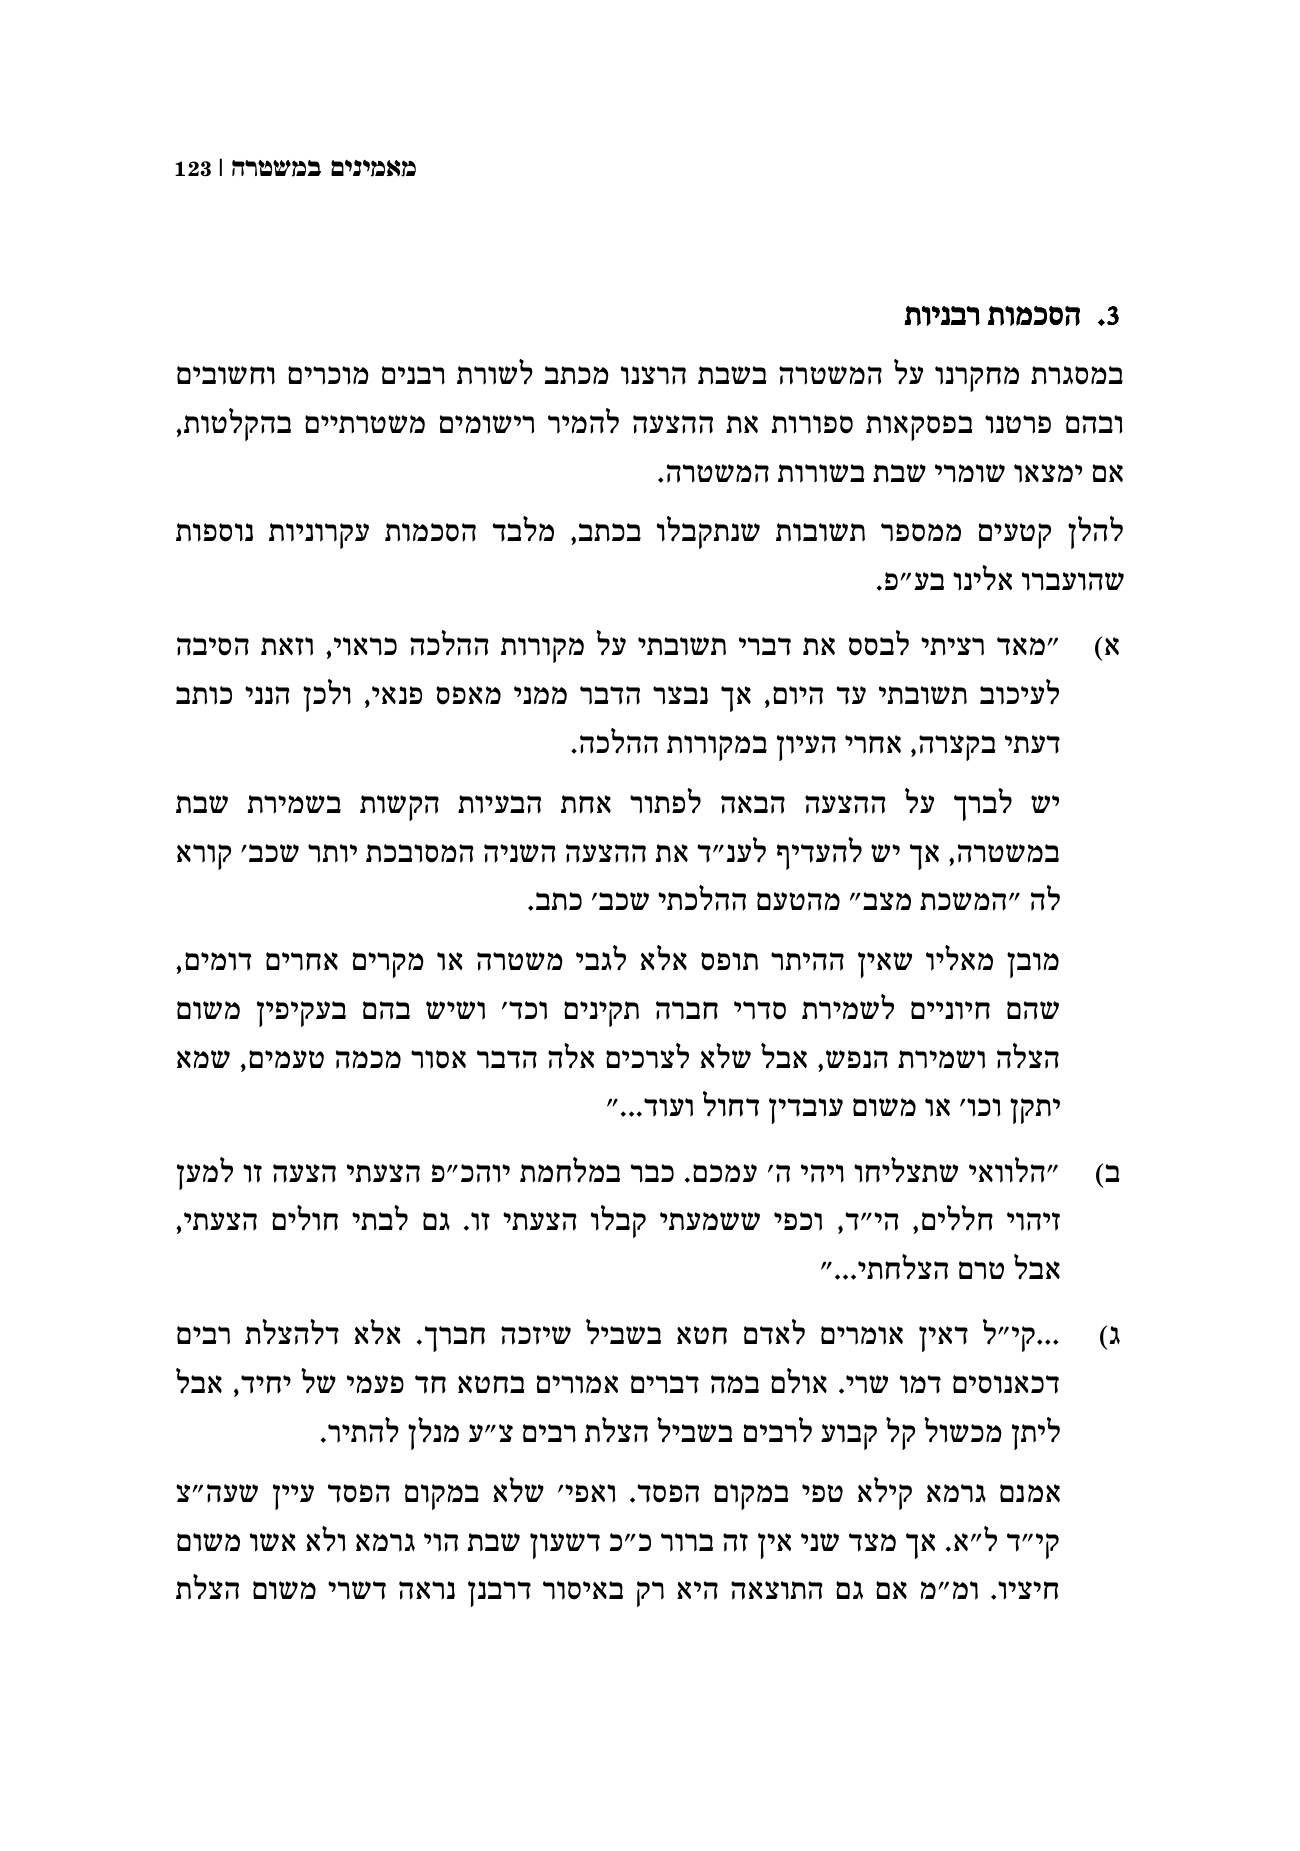 מאמינים במשטרה | 123
3. הסכמות רבניות
במסגרת מחקרנו על המשטרה בשבת הרצנו מכתב לשורת רבנים מוכרים וחשובים
ובהם פרטנו בפסקאות ספורות את ההצעה להמיר רישומים משטרתיים בהקלטות,
אם ימצאו שומרי שבת בשורות המשטרה.
להלן קטעים ממספר תשובות שנתקבלו בכתב, מלבד הסכמות עקרוניות נוספות
שהועברו אלינו בע״פ.
א) ״מאד רציתי לבסס את דברי תשובתי על מקורות ההלכה כראוי, וזאת הסיבה
לעיכוב תשובתי עד היום, אך נבצר הדבר ממני מאפס פנאי, ולכן הנני כותב
דעתי בקצרה, אחרי העיון במקורות ההלכה.
יש לברך על ההצעה הבאה לפתור אחת הבעיות הקשות בשמירת שבת
במשטרה, אך יש להעדיף לענ״ד את ההצעה השניה המסובכת יותר שכב׳ קורא
לה ״המשכת מצב״ מהטעם ההלכתי שכב׳ כתב.
מובן מאליו שאין ההיתר תופס אלא לגבי משטרה או מקרים אחרים דומים,
שהם חיוניים לשמירת סדרי חברה תקינים וכד׳ ושיש בהם בעקיפין משום
הצלה ושמירת הנפש, אבל שלא לצרכים אלה הדבר אסור מכמה טעמים, שמא
יתקן וכו׳ או משום עובדין דחול ועוד...״
ב) ״הלוואי שתצליחו ויהי ה׳ עמכם. כבר במלחמת יוהכ״פ הצעתי הצעה זו למען
זיהוי חללים, הי״ד, וכפי ששמעתי קבלו הצעתי זו. גם לבתי חולים הצעתי,
אבל טרם הצלחתי...״
ג) ...קי״ל דאין אומרים לאדם חטא בשביל שיזכה חברך. אלא דלהצלת רבים
דכאנוסים דמו שרי. אולם במה דברים אמורים בחטא חד פעמי של יחיד, אבל
ליתן מכשול קל קבוע לרבים בשביל הצלת רבים צ״ע מנלן להתיר.
אמנם גרמא קילא טפי במקום הפסד. ואפי׳ שלא במקום הפסד עיין שעה״צ
קי״ד ל״א. אך מצד שני אין זה ברור כ״כ דשעון שבת הוי גרמא ולא אשו משום
חיציו. ומ״מ אם גם התוצאה היא רק באיסור דרבנן נראה דשרי משום הצלת